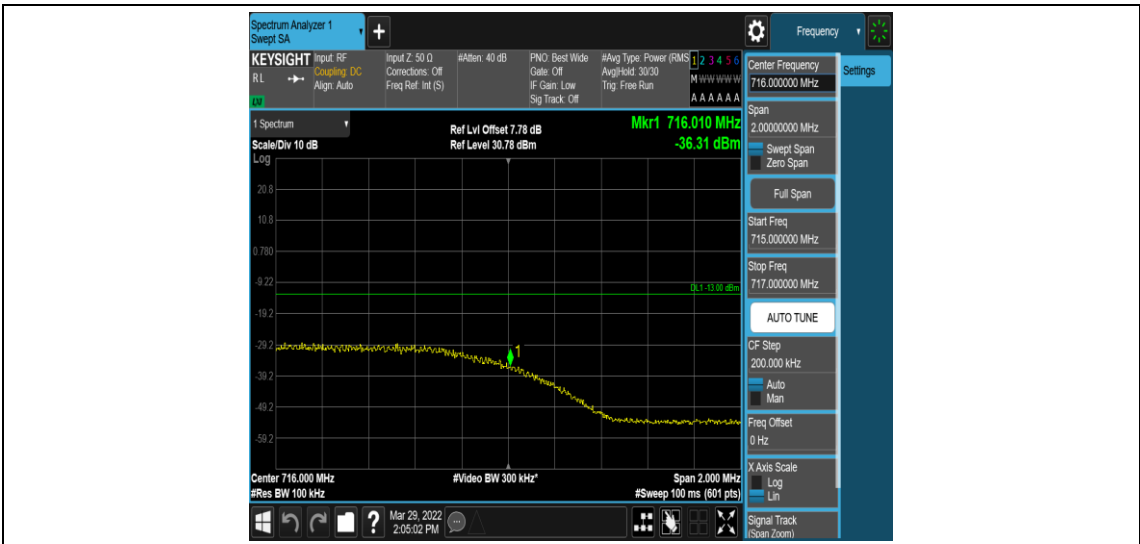 Spectrum Analyzer 1
Swept SA
+
Frequency
KEYSIGHT
RL
LXI
Input: RF
Coupling: DC
Align: Auto
Input Z: 50 Ω
Corrections: Off
Freq Ref: Int (S)
#Atten: 40 dB
PNO: Best Wide
Gate: Off
IF Gain: Low
Sig Track: Off
#Avg Type: Power (RMS
Avg|Hold: 30/30
Trig: Free Run
1 2 3 4 5 6
M W W W W W
A A A A A A
1 Spectrum
Scale/Div 10 dB
Log
Ref Lvl Offset 7.78 dB
Ref Level 30.78 dBm
Mkr1 716.010 MHz
-36.31 dBm
20.8
10.8
0.780
-9.22
DL1 -13.00 dBm
-19.2
-29.2
1
-39.2
-49.2
-59.2
Center 716.000 MHz
#Res BW 100 kHz
#Video BW 300 kHz*
Span 2.000 MHz
#Sweep 100 ms (601 pts)
?
Mar 29, 2022
2:05:02 PM
Center Frequency
716.000000 MHz
Settings
Span
2.00000000 MHz
Swept Span
Zero Span
Full Span
Start Freq
715.000000 MHz
Stop Freq
717.000000 MHz
AUTO TUNE
CF Step
200.000 kHz
Auto
Man
Freq Offset
0 Hz
X Axis Scale
Log
Lin
Signal Track
(Span Zoom)